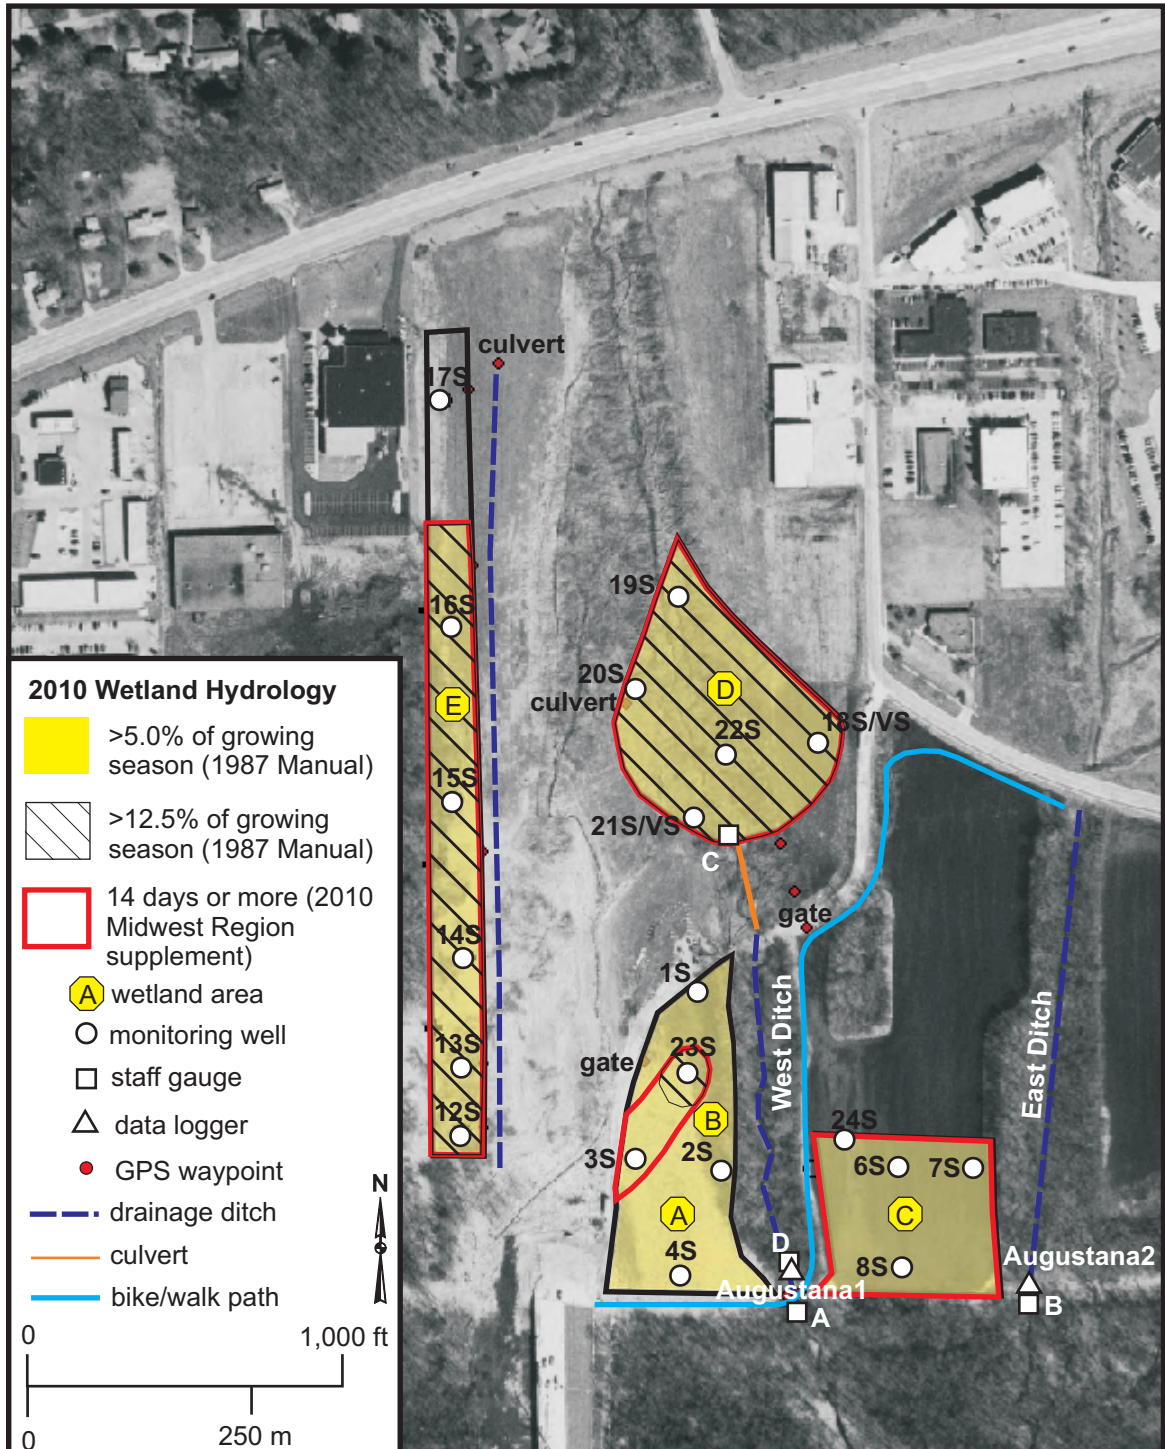 culvert
17S
19S
16S
20S
culvert
D
18S/VS
22S
E
15S
21S/VS
C
gate
14S
1S
West Ditch
East Ditch
13S
gate
23S
B
12S
3S
2S
24S
6S
7S
A
C
4S
D
8S
Augustana2
Augustana1
A
B
2010 Wetland Hydrology
>5.0% of growing
season (1987 Manual)
>12.5% of growing
season (1987 Manual)
14 days or more (2010
Midwest Region
supplement)
A wetland area
monitoring well
staff gauge
data logger
GPS waypoint
N
drainage ditch
culvert
bike/walk path
0
1,000 ft
0
250 m